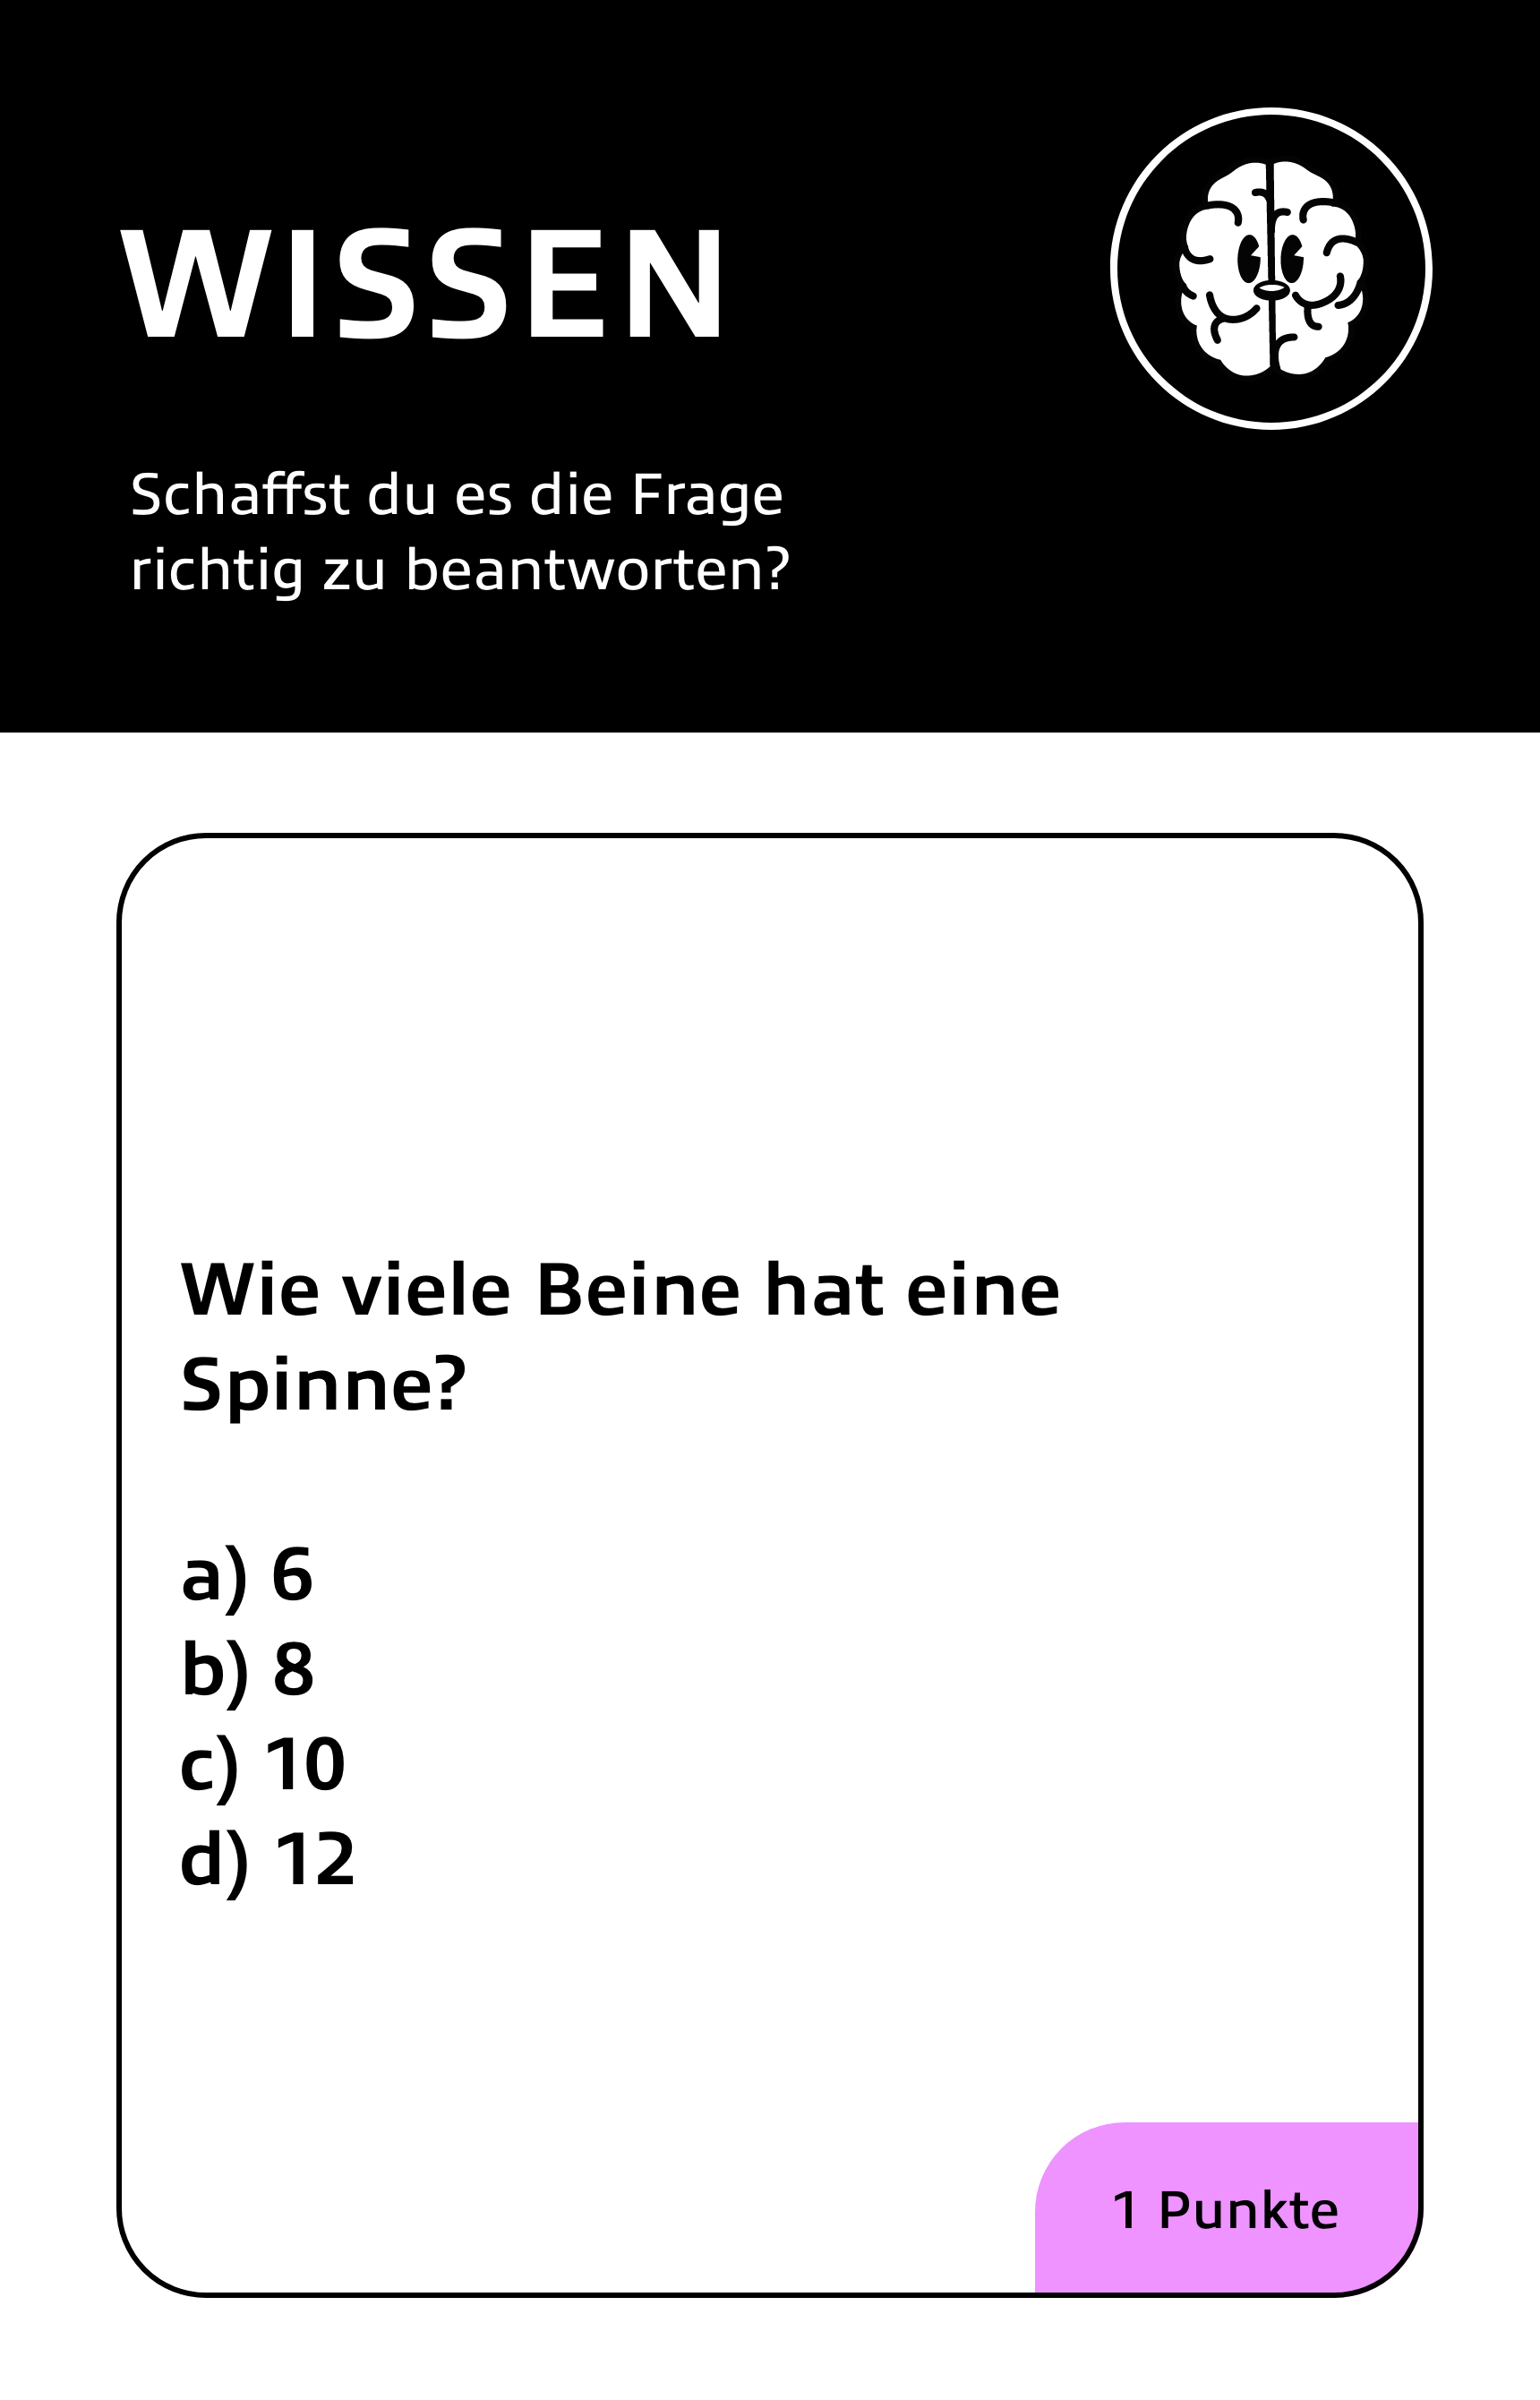 WISSEN
Schaffst du es die Frage
richtig zu beantworten?
Wie viele Beine hat eine
Spinne?
a) 6
b) 8
c) 10
d) 12
1 Punkte